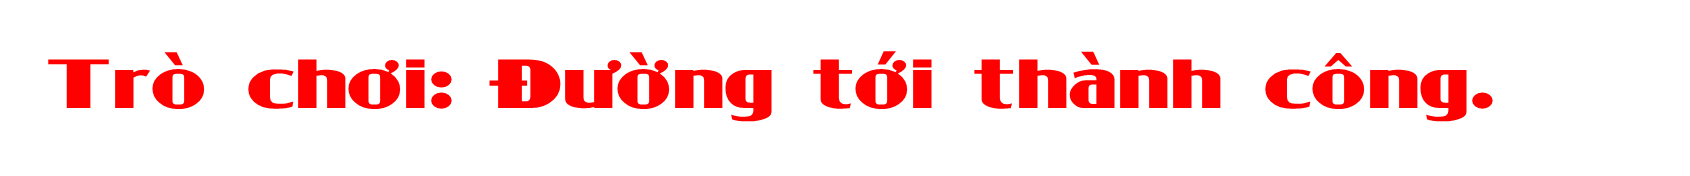 Trò chơi: Đường tới thành công.